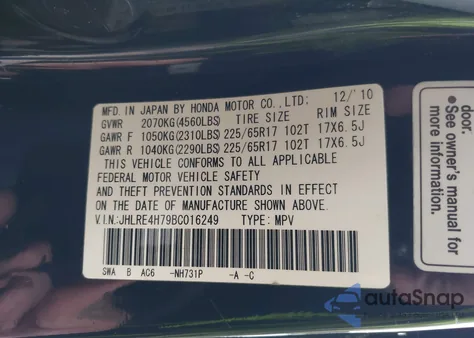 MFD. IN JAPAN BY HONDA MOTOR CO., LTD: 12/'10
GVWR 2070KG(4560LBS) TIRE SIZE RIM SIZE
GAWR F 1050KG(2310LBS) 225/65R17 102T 17X6.5J
GAWR R 1040KG(2290LBS) 225/65R17 102T 17X6.5J
THIS VEHICLE CONFORMS TO ALL APPLICABLE
FEDERAL MOTOR VEHICLE SAFETY
AND THEFT PREVENTION STANDARDS IN EFFECT
ON THE DATE OF MANUFACTURE SHOWN ABOVE.
V.I.N:JHLRE4H79BC016249 TYPE: MPV
SWA B AC6 -NH731P -A -C
door.
See owner's
manual for
more
autoSnap